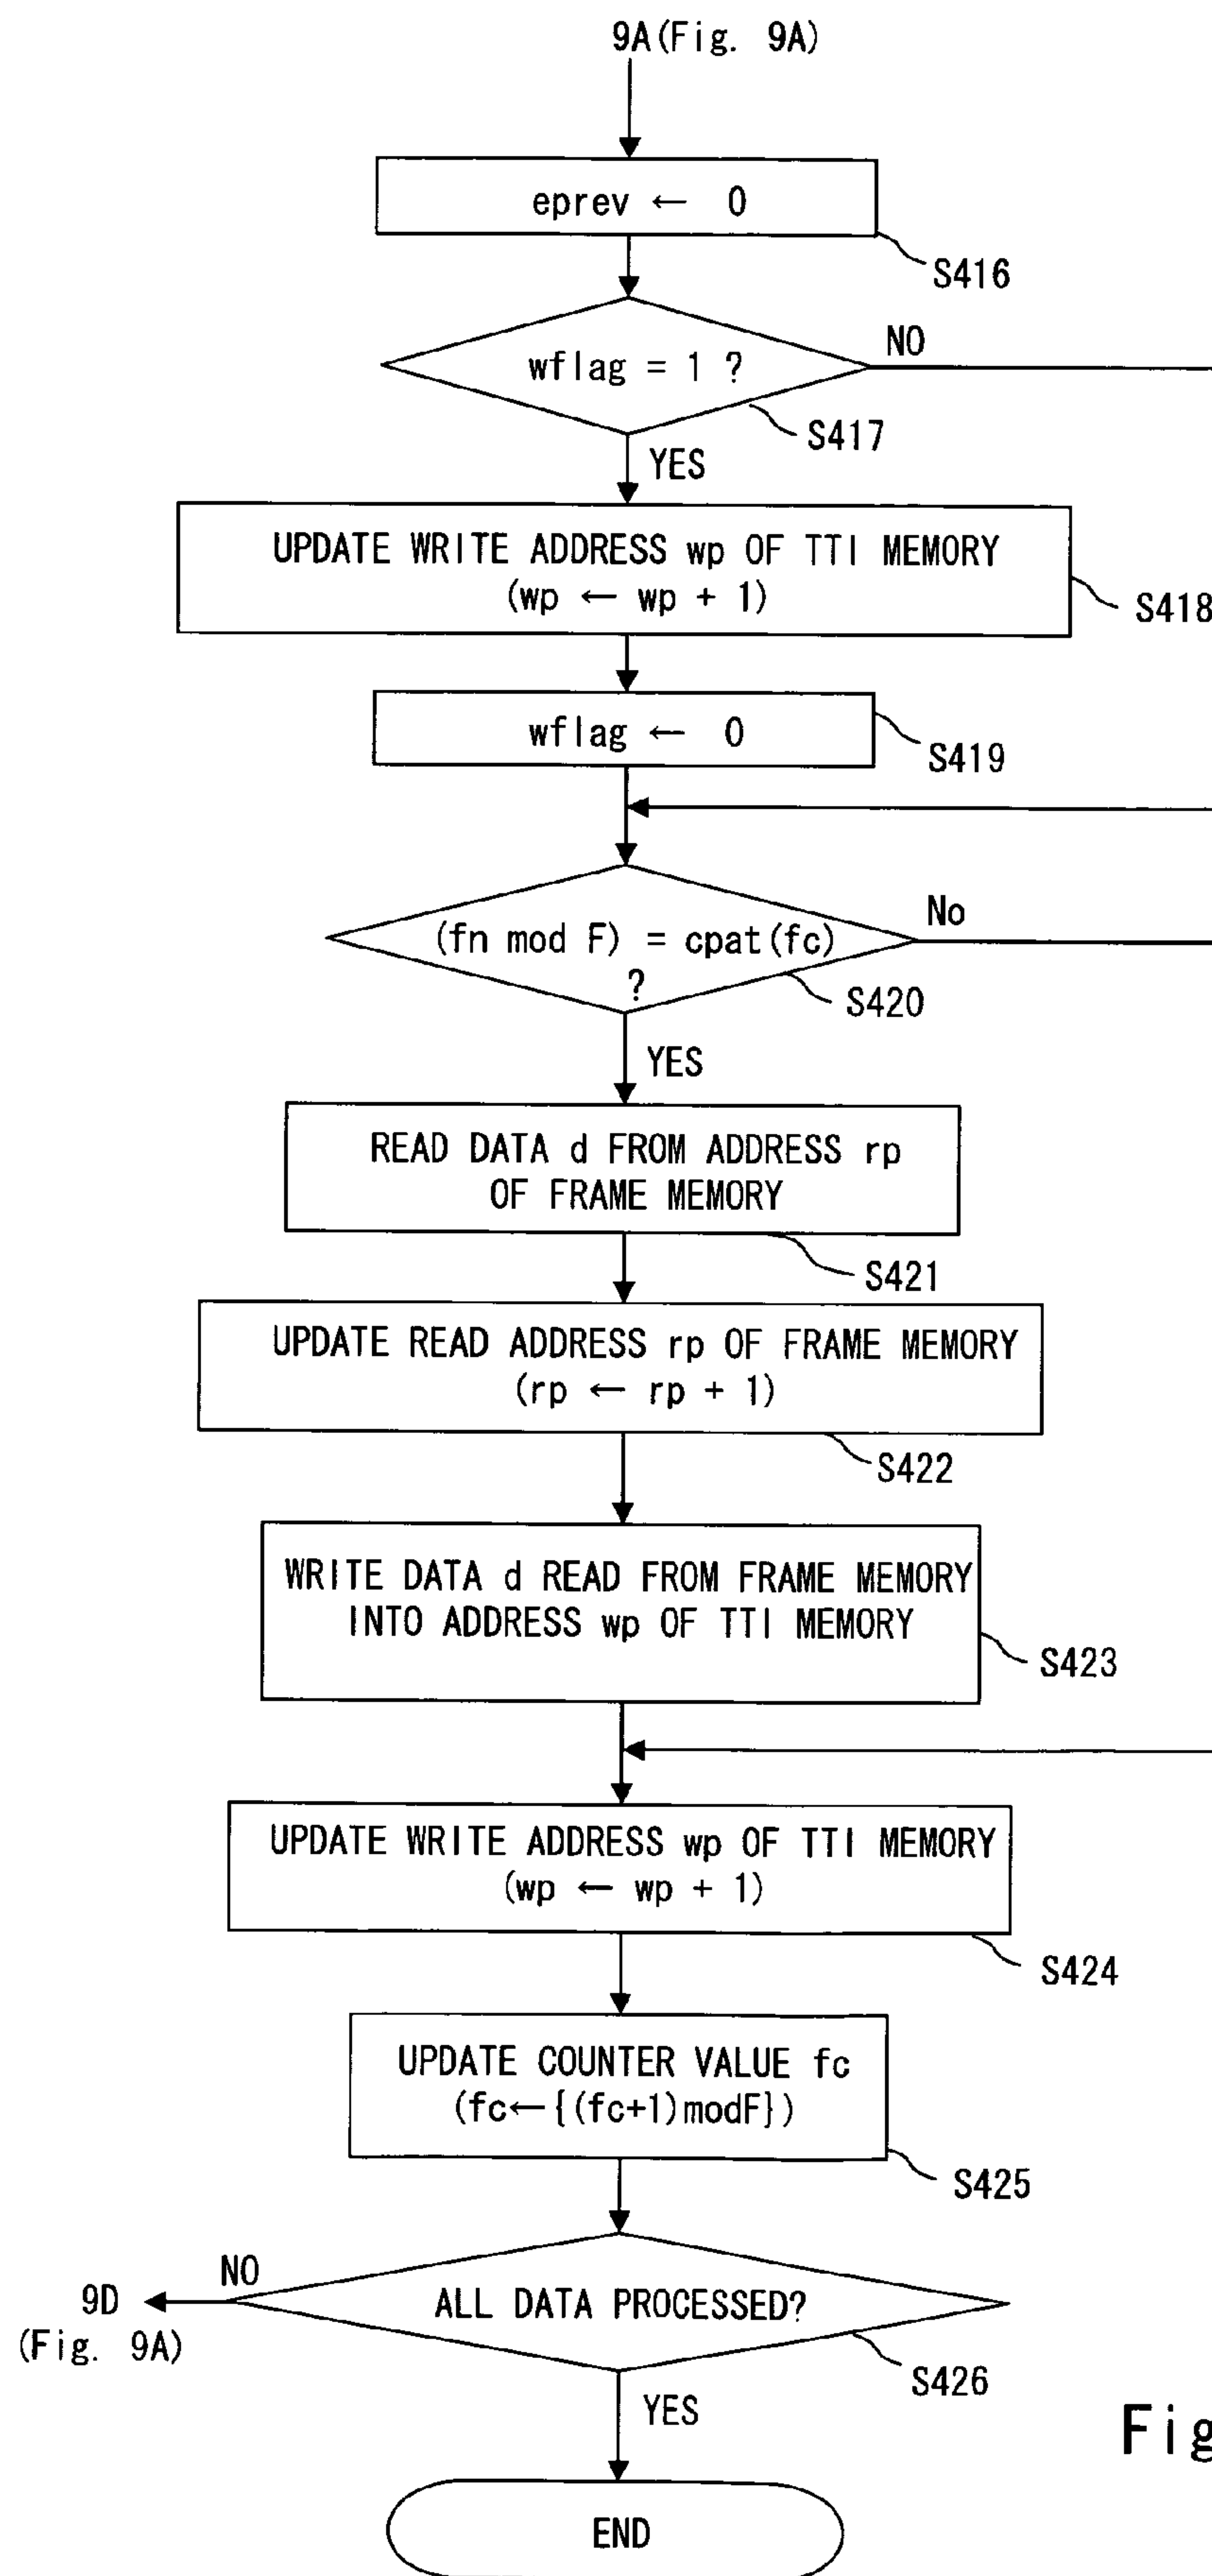 9A(Fig. 9A)
eprev ← 0
S416
wflag = 1 ?
NO
S417
YES
UPDATE WRITE ADDRESS wp OF TTI MEMORY
(wp ← wp + 1)
S418
wflag ← 0
S419
(fn mod F) = cpat(fc)
?
No
S420
YES
READ DATA d FROM ADDRESS rp
OF FRAME MEMORY
S421
UPDATE READ ADDRESS rp OF FRAME MEMORY
(rp ← rp + 1)
S422
WRITE DATA d READ FROM FRAME MEMORY
INTO ADDRESS wp OF TTI MEMORY
S423
UPDATE WRITE ADDRESS wp OF TTI MEMORY
(wp ← wp + 1)
S424
UPDATE COUNTER VALUE fc
(fc←{(fc+1)modF})
S425
NO
9D
(Fig. 9A)
ALL DATA PROCESSED?
S426
YES
Fig
END